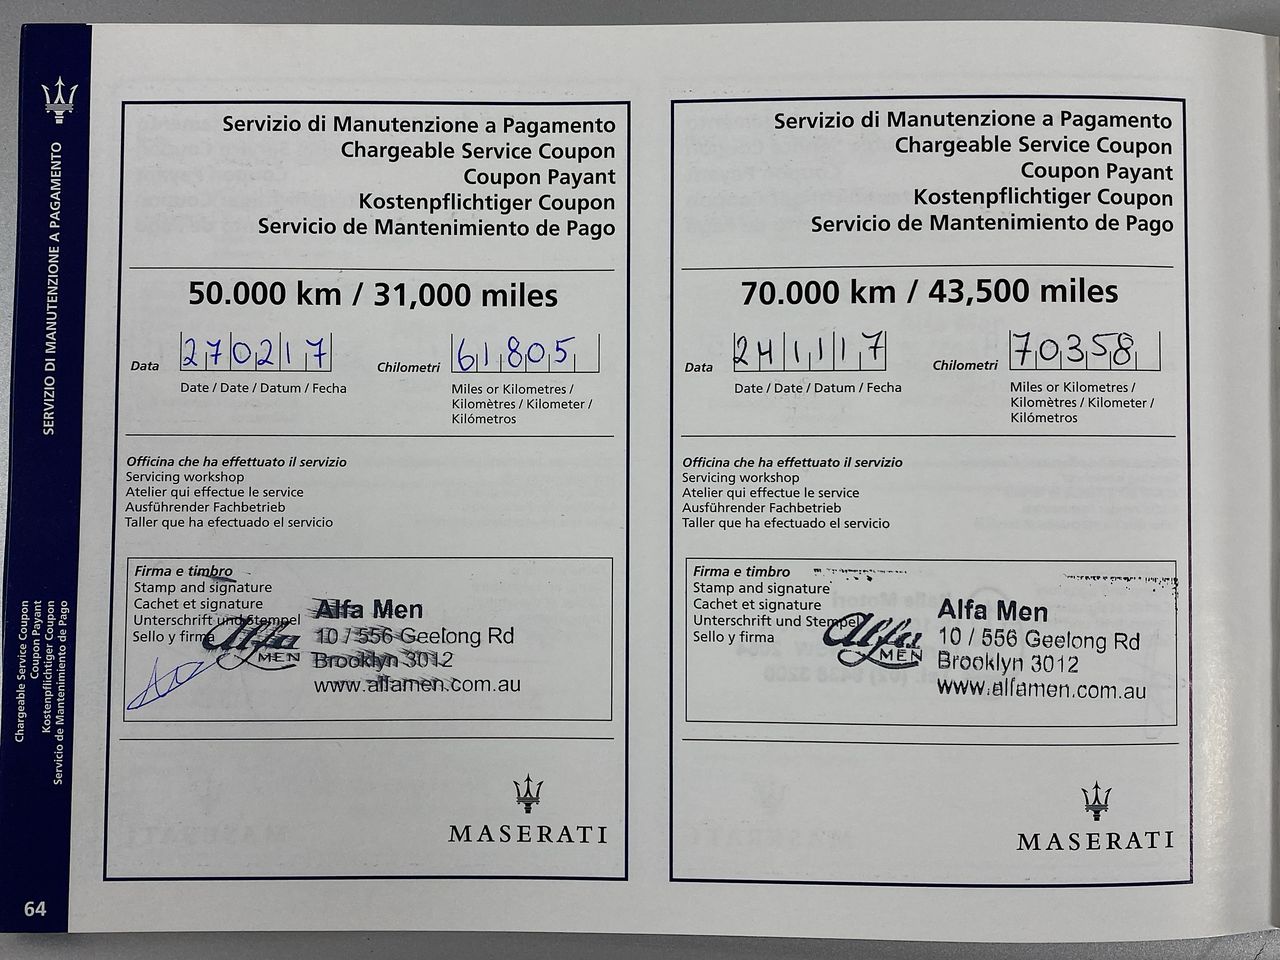 SERVIZIO DI MANUTENZIONE A PAGAMENTO
Chargeable Service Coupon
Coupon Payant
Kostenpflichtiger Coupon
Servicio de Mantenimiento de Pago
64
Servizio di Manutenzione a Pagamento
Chargeable Service Coupon
Coupon Payant
Kostenpflichtiger Coupon
Servicio de Mantenimiento de Pago
50.000 km / 31,000 miles
Data 270217
Date / Date / Datum / Fecha
Chilometri 61805
Miles or Kilometres /
Kilomètres / Kilometer /
Kilómetros
Officina che ha effettuato il servizio
Servicing workshop
Atelier qui effectue le service
Ausführender Fachbetrieb
Taller que ha efectuado el servicio
Firma e timbro
Stamp and signature
Cachet et signature
Unterschrift und Stempel
Sello y firma
Alfa
MEN
Alfa Men
10 / 556 Geelong Rd
Brooklyn 3012
www.alfamen.com.au
MASERATI
Servizio di Manutenzione a Pagamento
Chargeable Service Coupon
Coupon Payant
Kostenpflichtiger Coupon
Servicio de Mantenimiento de Pago
70.000 km / 43,500 miles
Data 241117
Date / Date / Datum / Fecha
Chilometri 70358
Miles or Kilometres /
Kilomètres / Kilometer /
Kilómetros
Officina che ha effettuato il servizio
Servicing workshop
Atelier qui effectue le service
Ausführender Fachbetrieb
Taller que ha efectuado el servicio
Firma e timbro
Stamp and signature
Cachet et signature
Unterschrift und Stempel
Sello y firma
Alfa
MEN
Alfa Men
10 / 556 Geelong Rd
Brooklyn 3012
www.alfamen.com.au
MASERATI